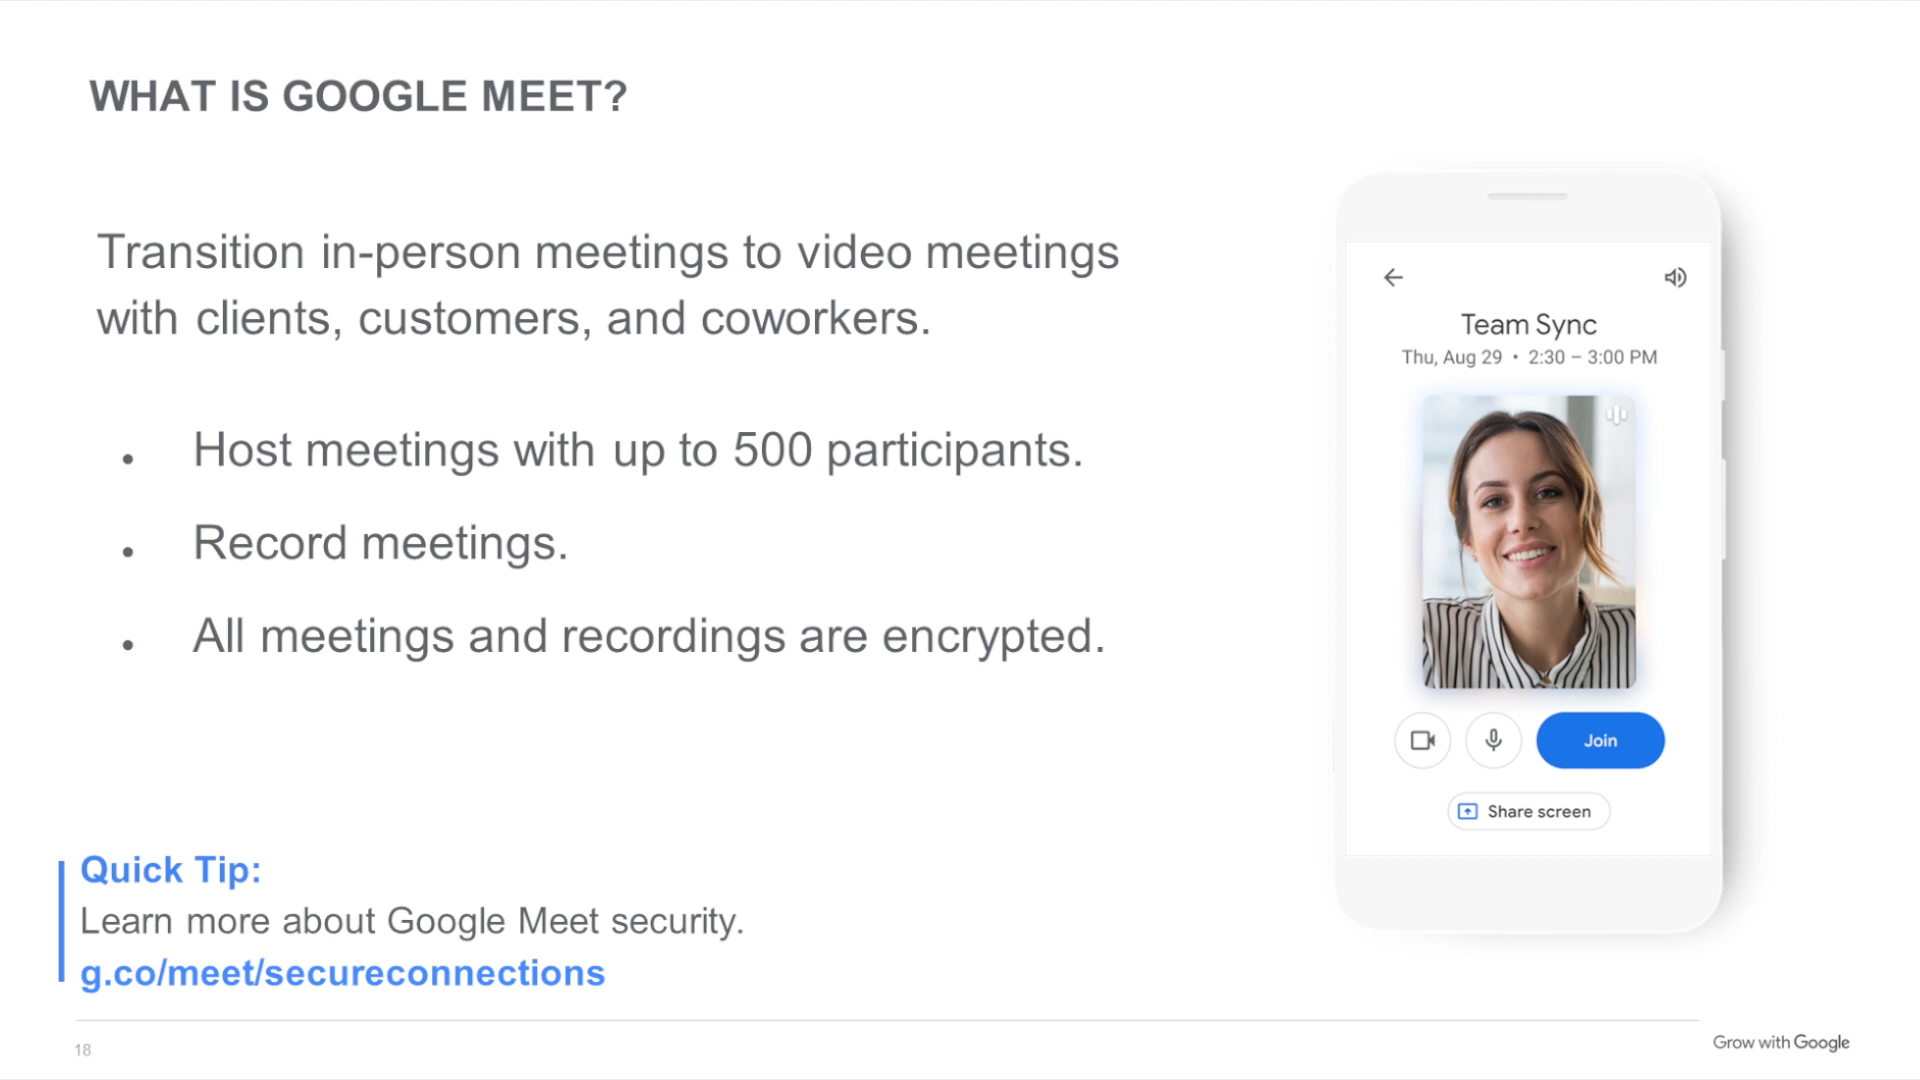 WHAT IS GOOGLE MEET?
Transition in-person meetings to video meetings
with clients, customers, and coworkers.
• Host meetings with up to 500 participants.
• Record meetings.
• All meetings and recordings are encrypted.
Team Sync
Thu, Aug 29 • 2:30 – 3:00 PM
Join
Share screen
Quick Tip:
Learn more about Google Meet security.
g.co/meet/secureconnections
18
Grow with Google